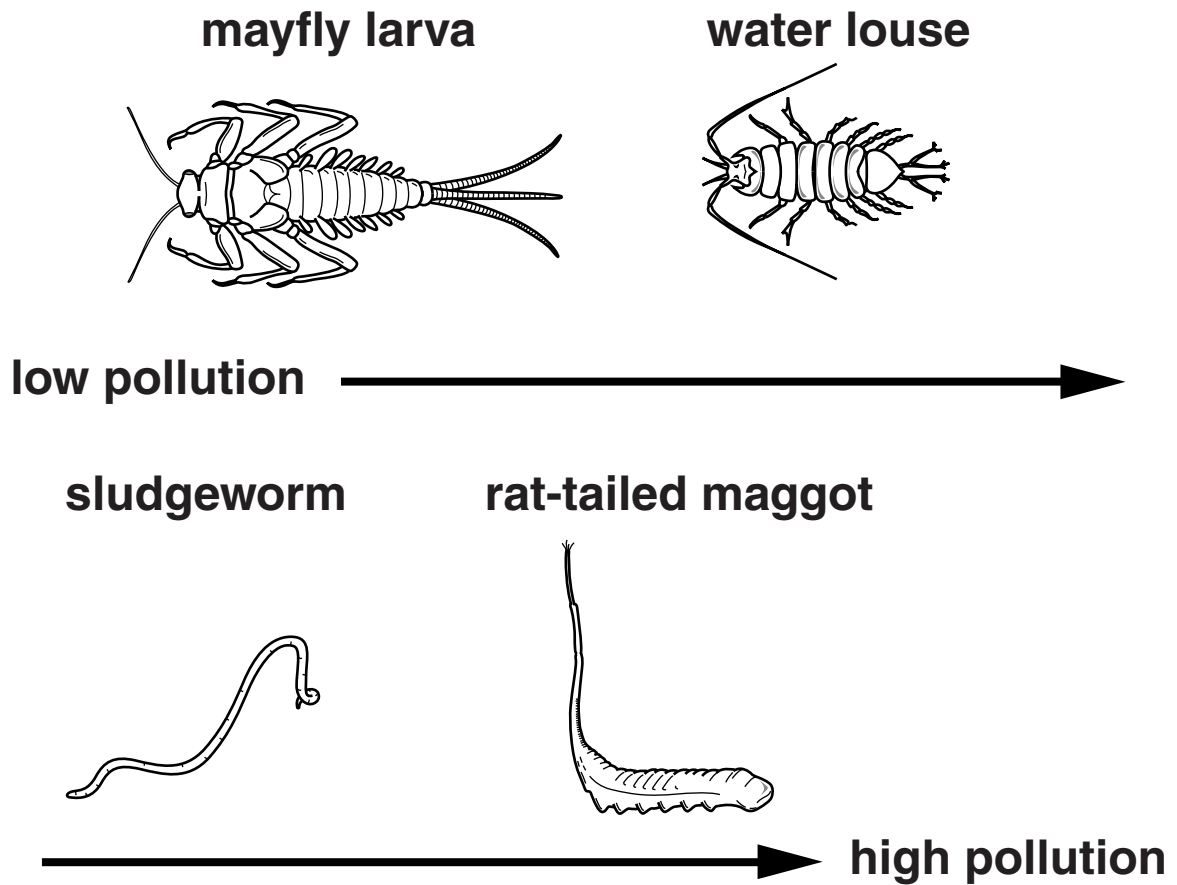 mayfly larva
water louse
low pollution
sludgeworm
rat-tailed maggot
high pollution